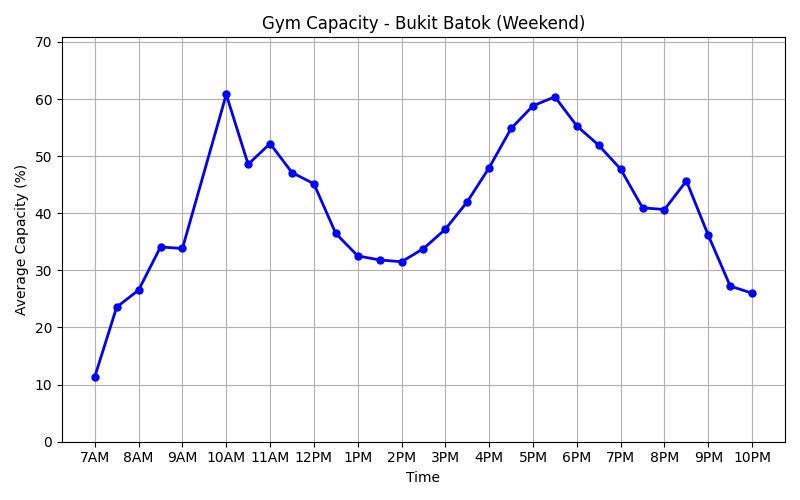 Gym Capacity - Bukit Batok (Weekend)
70
60
50
40
30
20
10
0
Average Capacity (%)
7AM 8AM 9AM 10AM 11AM 12PM 1PM 2PM 3PM 4PM 5PM 6PM 7PM 8PM 9PM 10PM
Time